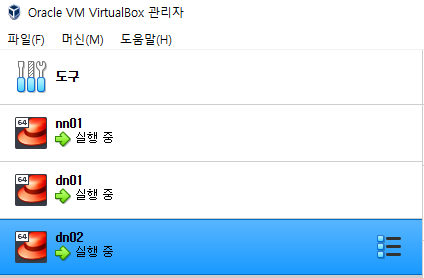 Oracle VM VirtualBox 관리자
파일(F) 머신(M) 도움말(H)
도구
64
nn01
실행 중
64
dn01
실행 중
64
dn02
실행 중